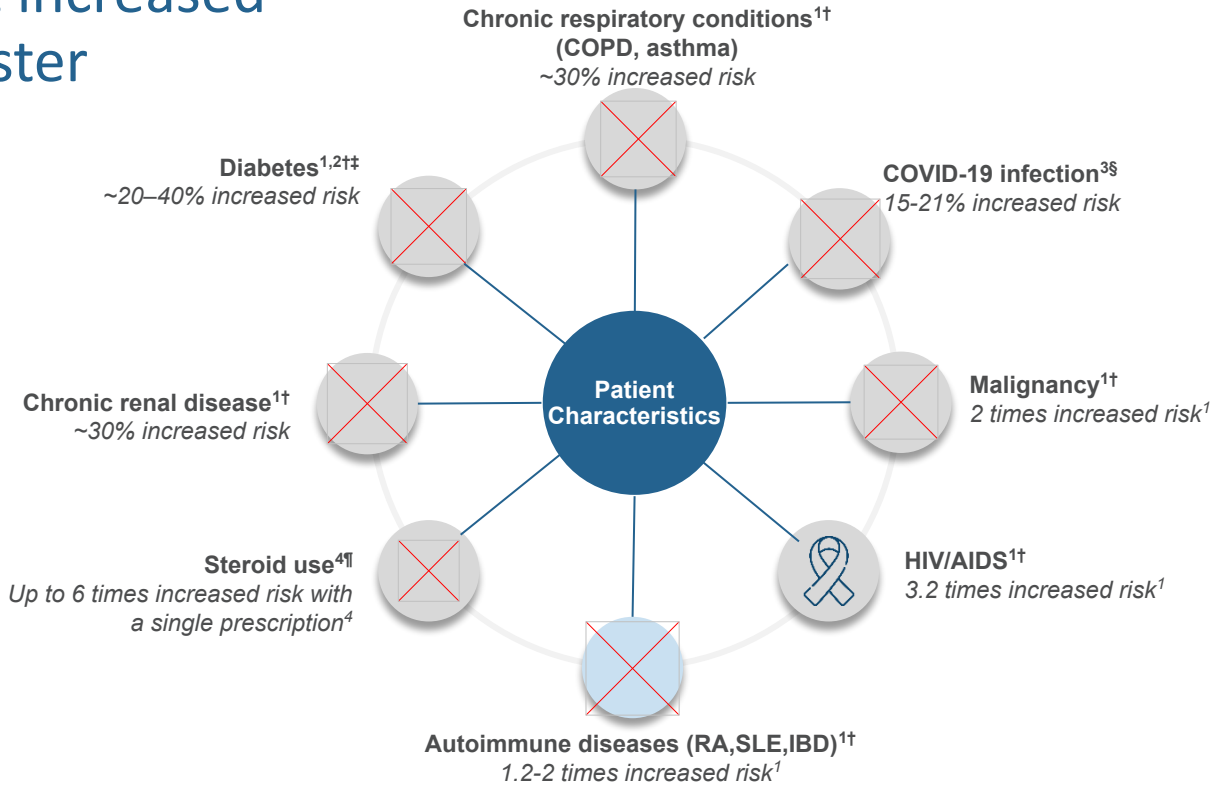 increased
ster
Chronic respiratory conditions¹†
(COPD, asthma)
~30% increased risk
Diabetes¹,²†‡
~20–40% increased risk
COVID-19 infection³§
15-21% increased risk
Chronic renal disease¹†
~30% increased risk
Patient
Characteristics
Malignancy¹†
2 times increased risk¹
Steroid use⁴¶
Up to 6 times increased risk with
a single prescription⁴
HIV/AIDS¹†
3.2 times increased risk¹
Autoimmune diseases (RA,SLE,IBD)¹†
1.2-2 times increased risk¹